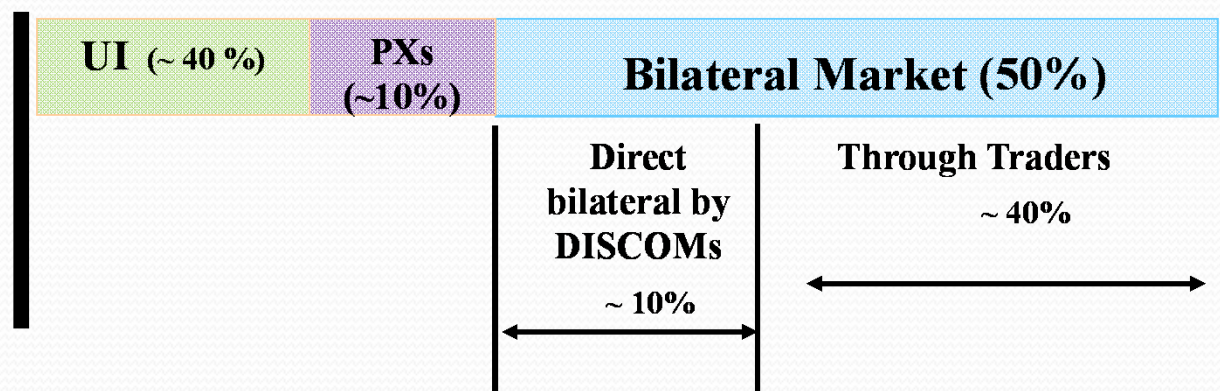 UI (~ 40 %)
PXs
(~10%)
Bilateral Market (50%)
Direct
bilateral by
DISCOMs
~ 10%
Through Traders
~ 40%